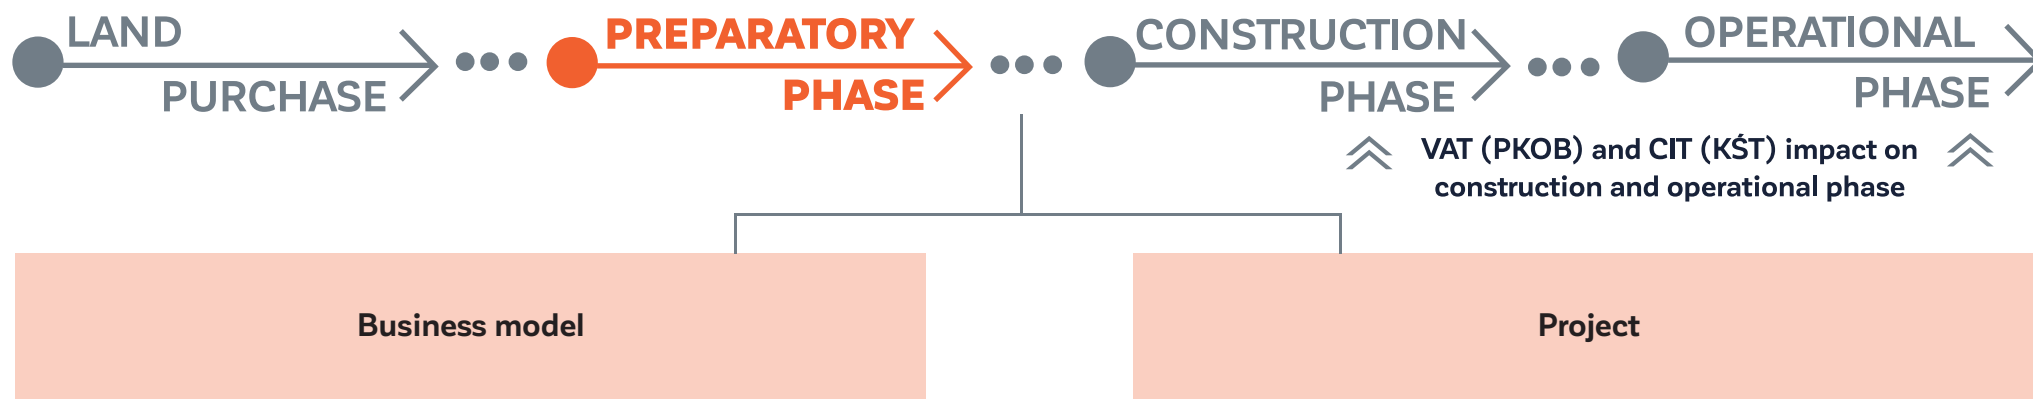 LAND
PURCHASE
PREPARATORY
PHASE
CONSTRUCTION
PHASE
OPERATIONAL
PHASE
VAT (PKOB) and CIT (KŚT) impact on
construction and operational phase
Business model
Project